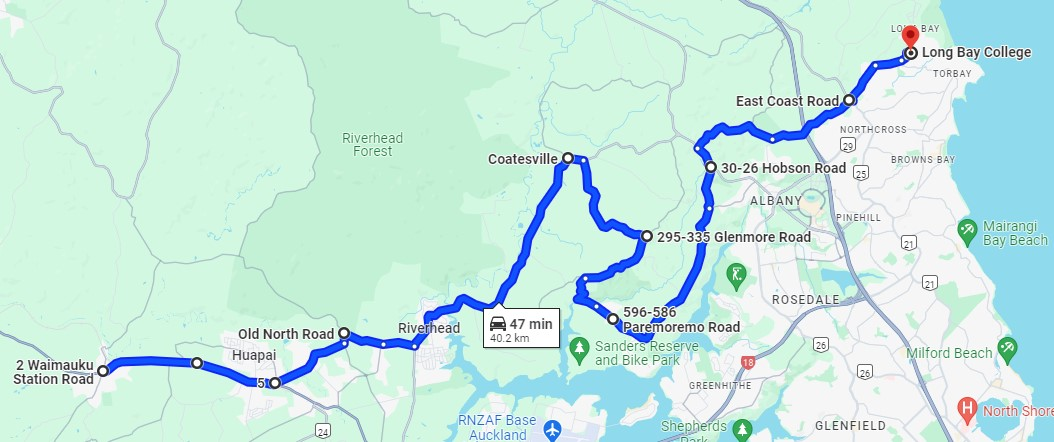 LONG BAY
Long Bay College
TORBAY
East Coast Road
NORTHCROSS
29
BROWNS BAY
25
Riverhead
Forest
Coatesville
30-26 Hobson Road
ALBANY
PINEHILL
Mairangi
Bay Beach
295-335 Glenmore Road
21
21
ROSEDALE
596-586
Paremoremo Road
47 min
40.2 km
Riverhead
Old North Road
Huapai
2 Waimauku
Station Road
5
Sanders Reserve
and Bike Park
26
Milford Beach
18
26
GREENHITHE
North Shore
RNZAF Base
Auckland
Shepherds
Park
GLENFIELD
24